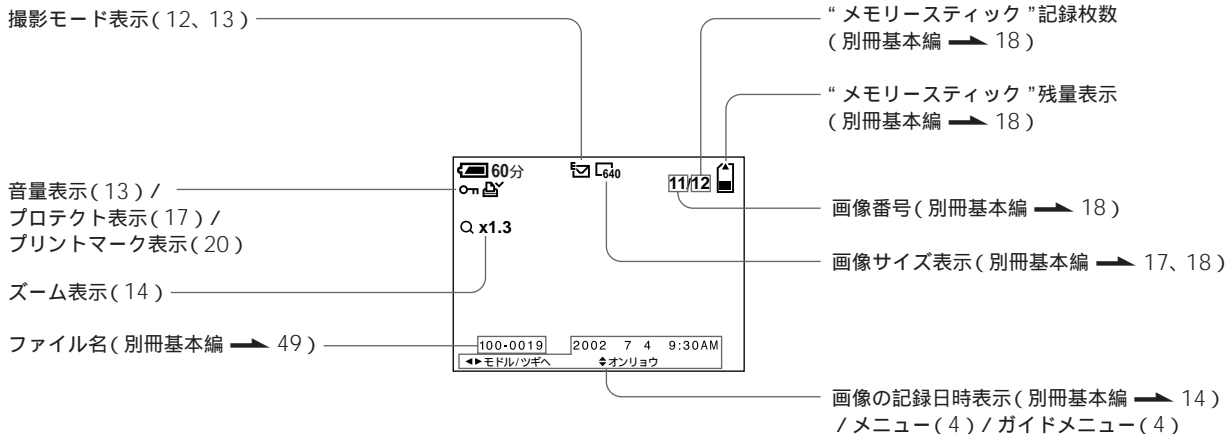 撮影モード表示(12、13)
“メモリースティック”記録枚数
(別冊基本編 18)
“メモリースティック”残量表示
(別冊基本編 18)
60分
640
11/12
音量表示(13)/
プロテクト表示(17)/
プリントマーク表示(20)
x1.3
画像番号(別冊基本編 18)
画像サイズ表示(別冊基本編 17、18)
ズーム表示(14)
ファイル名(別冊基本編 49)
100-0019
2002 7 4 9:30AM
モドル/ツギヘ
オンリョウ
画像の記録日時表示(別冊基本編 14)
/メニュー(4)/ガイドメニュー(4)